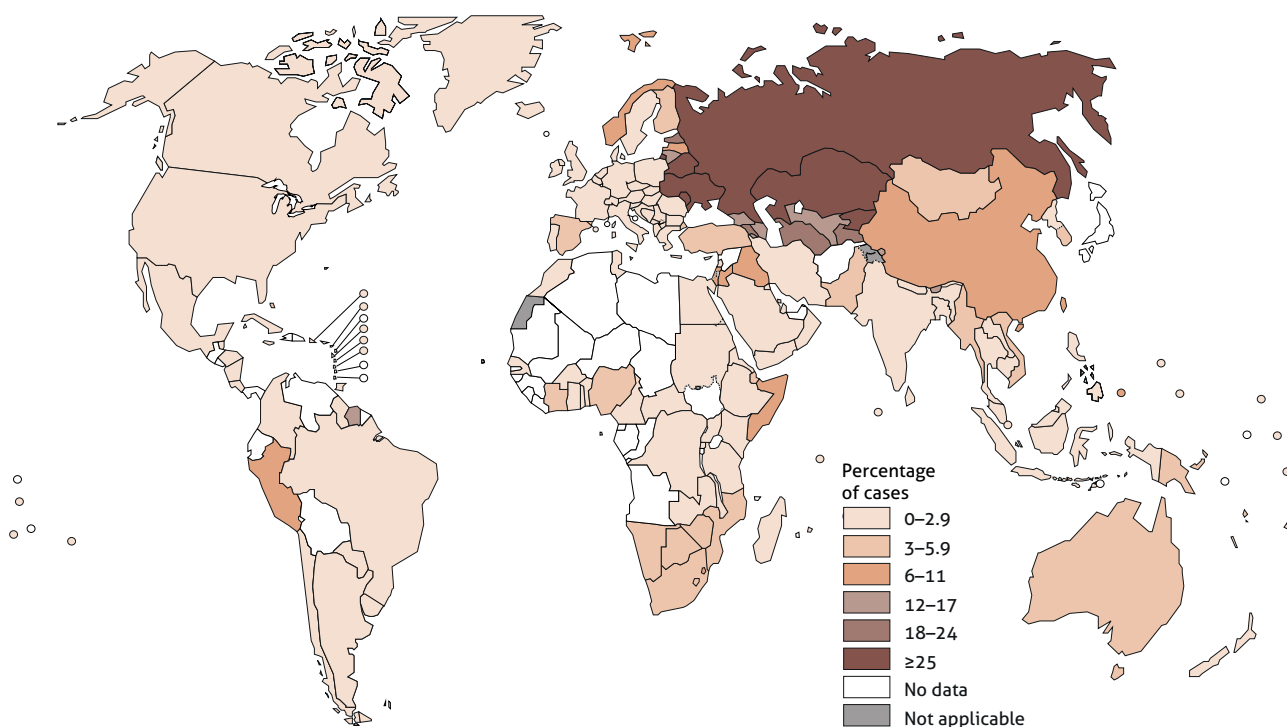 Percentage
of cases
0–2.9
3–5.9
6–11
12–17
18–24
≥25
No data
Not applicable